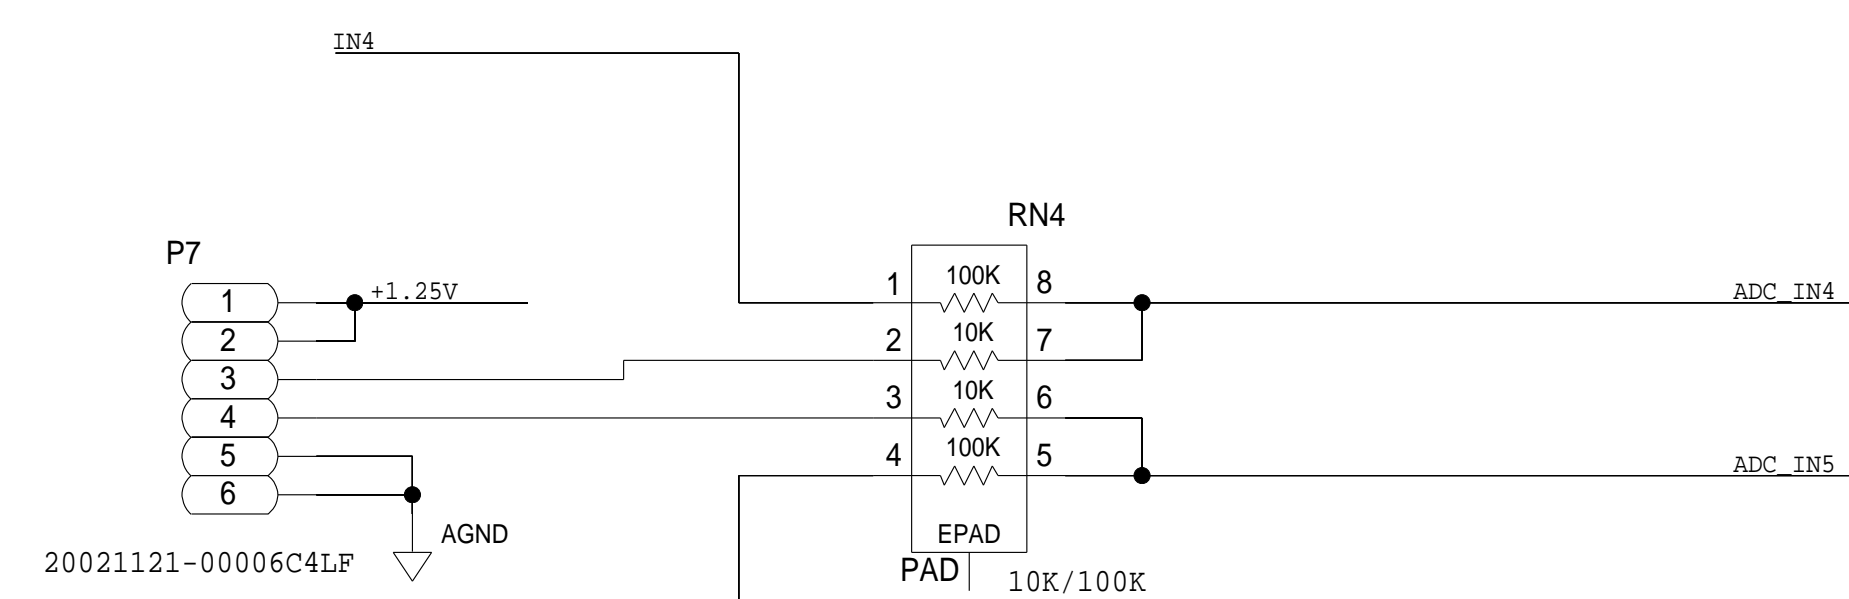 IN4
RN4
P7
1 +1.25V
2
3
4
5
6
AGND
20021121-00006C4LF
1 100K 8
2 10K 7
3 10K 6
4 100K 5
EPAD
PAD
10K/100K
ADC_IN4
ADC_IN5